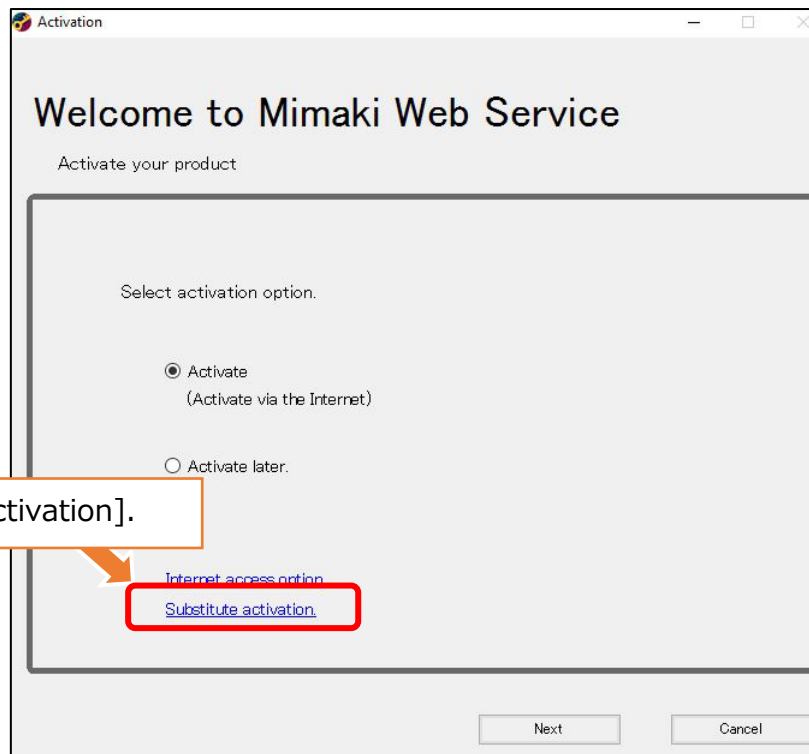 Activation
Welcome to Mimaki Web Service
Activate your product
Select activation option.
Activate
(Activate via the Internet)
Activate later.
ctivation].
Internet access option
Substitute activation.
Next
Cancel